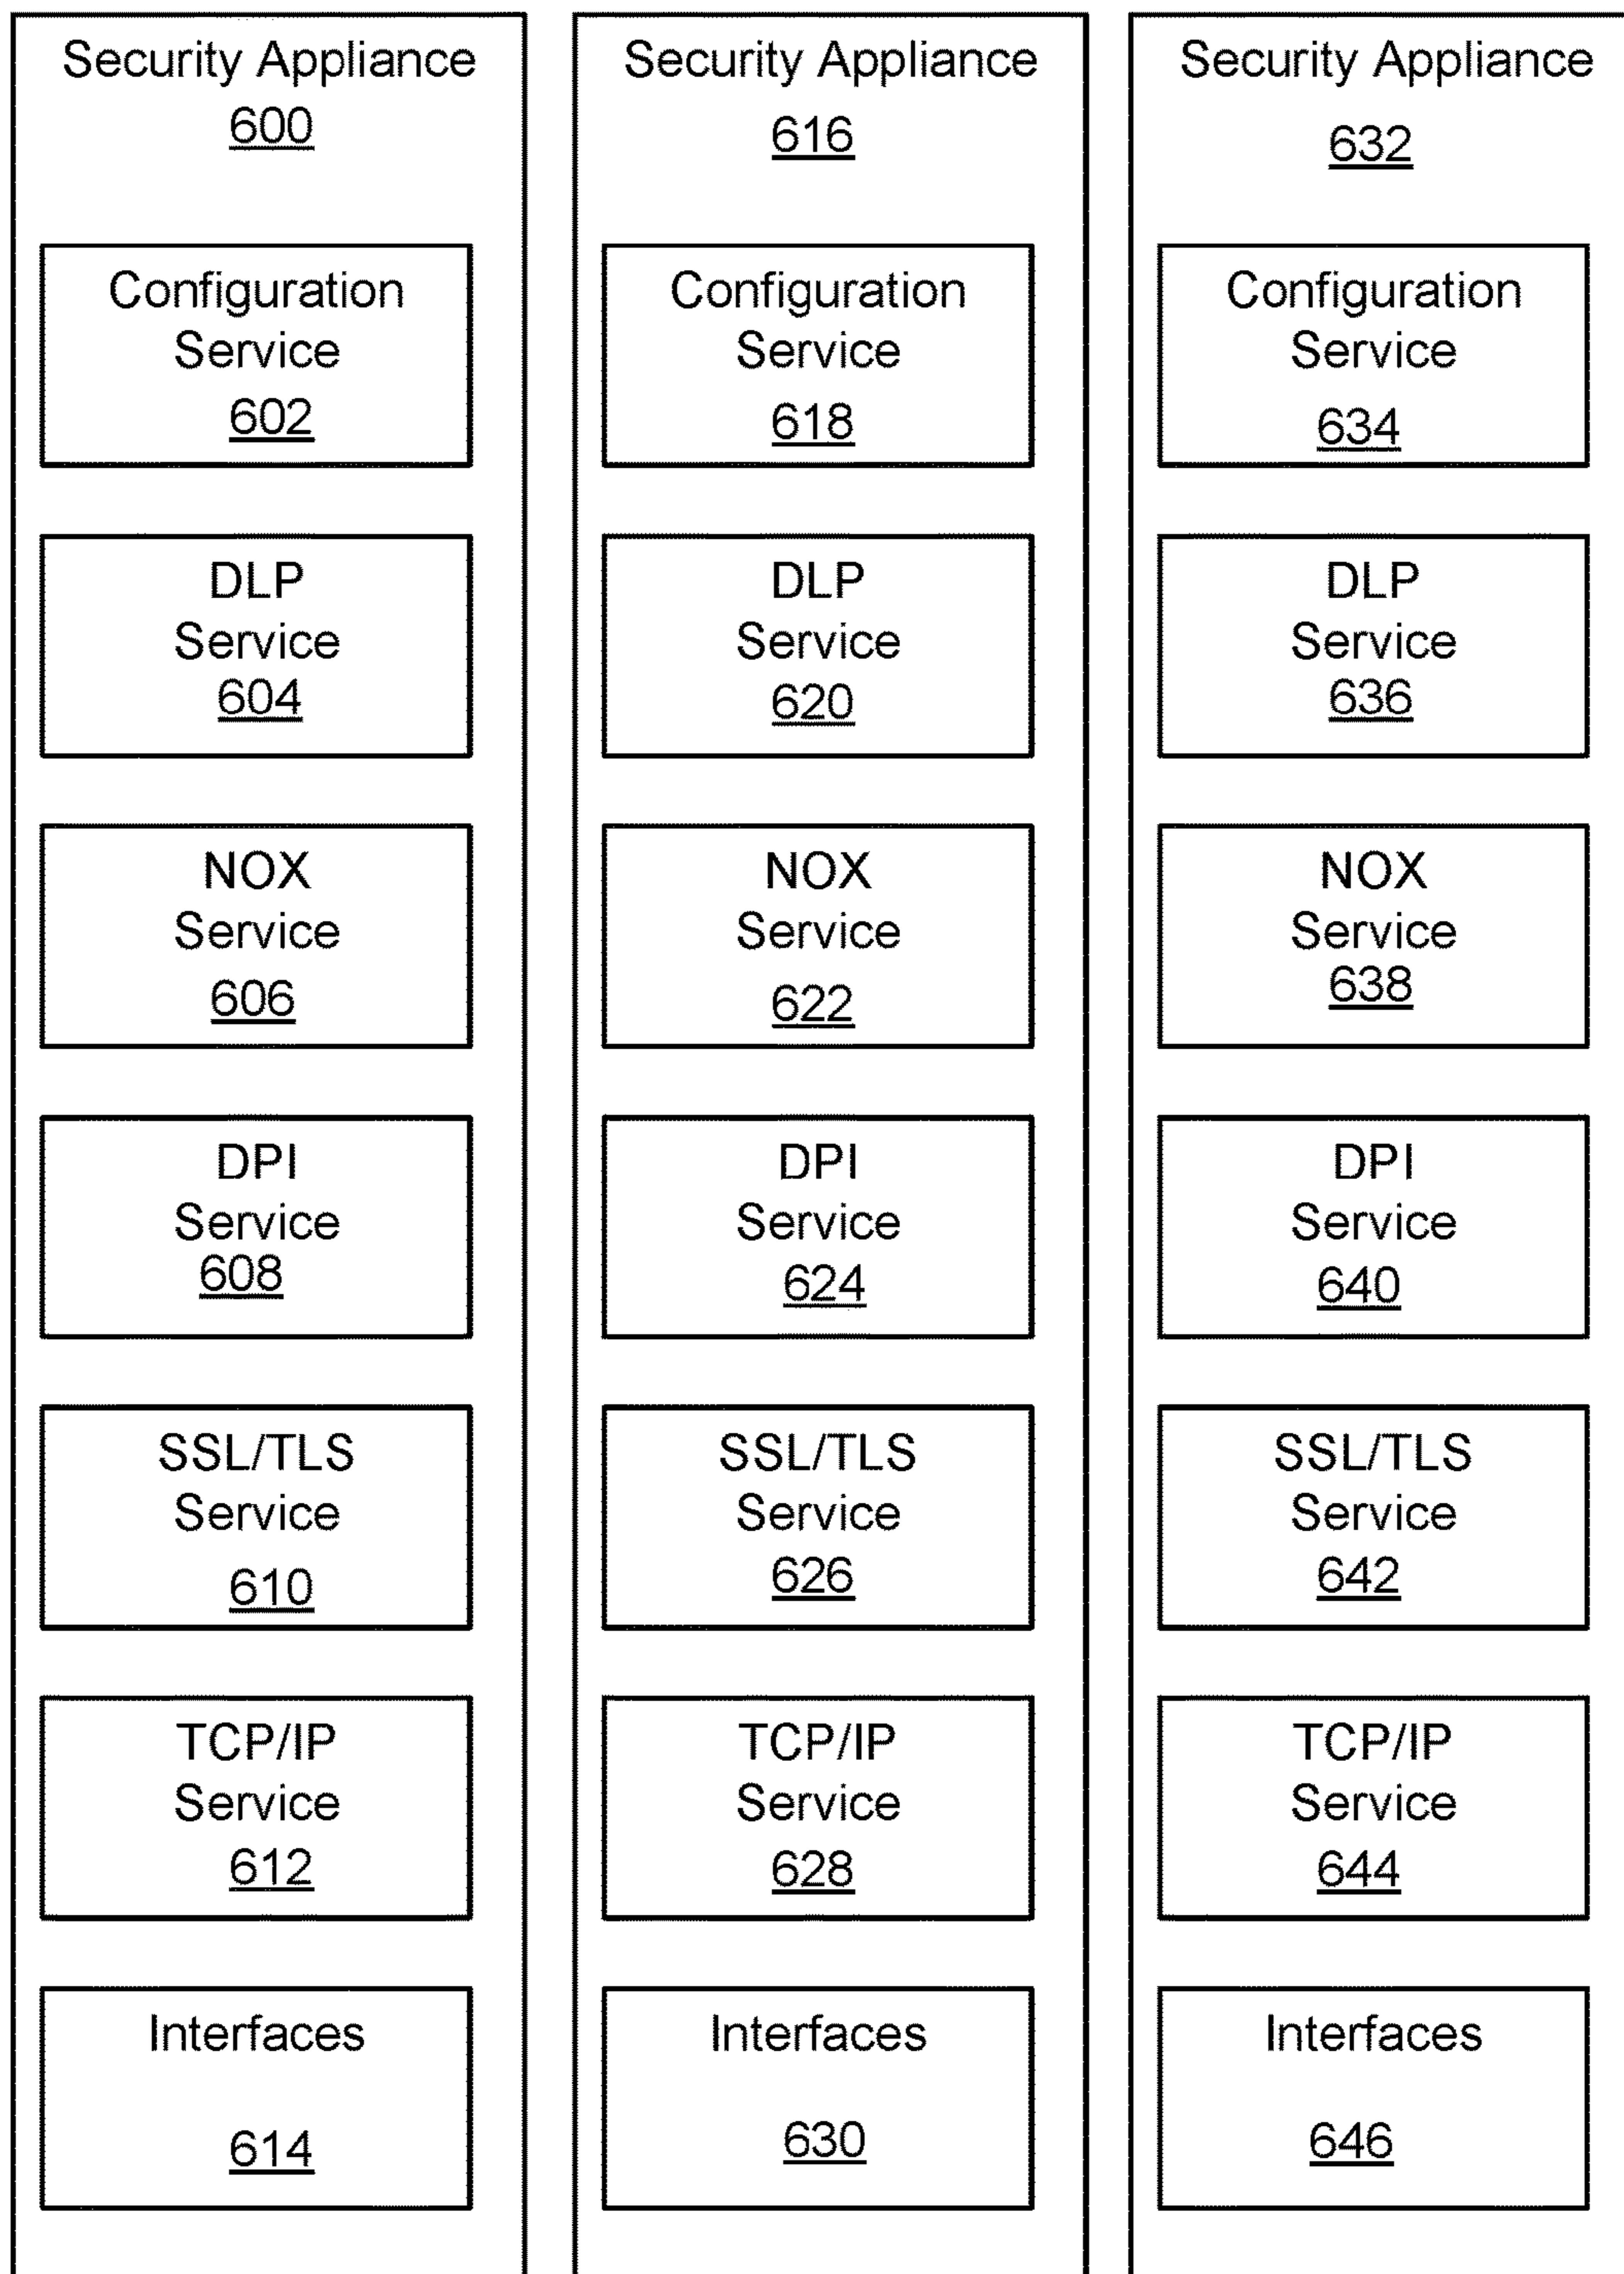 Security Appliance
600
Configuration
Service
602
DLP
Service
604
NOX
Service
606
DPI
Service
608
SSL/TLS
Service
610
TCP/IP
Service
612
Interfaces
614
Security Appliance
616
Configuration
Service
618
DLP
Service
620
NOX
Service
622
DPI
Service
624
SSL/TLS
Service
626
TCP/IP
Service
628
Interfaces
630
Security Appliance
632
Configuration
Service
634
DLP
Service
636
NOX
Service
638
DPI
Service
640
SSL/TLS
Service
642
TCP/IP
Service
644
Interfaces
646